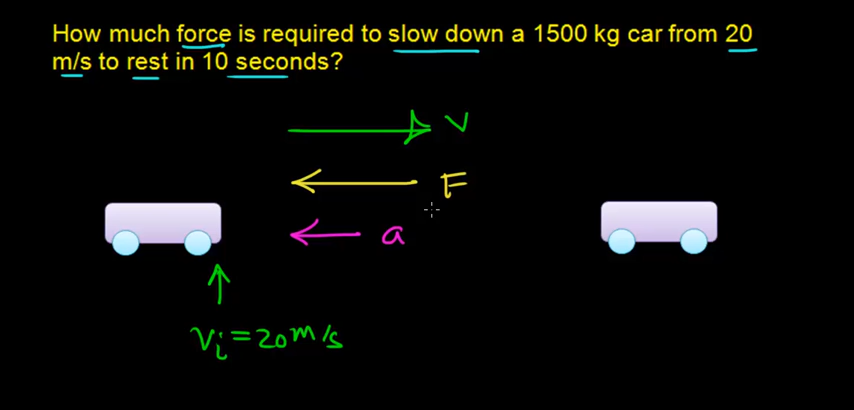 How much force is required to slow down a 1500 kg car from 20
m/s to rest in 10 seconds?
V
F
a
Vi = 20 m/s